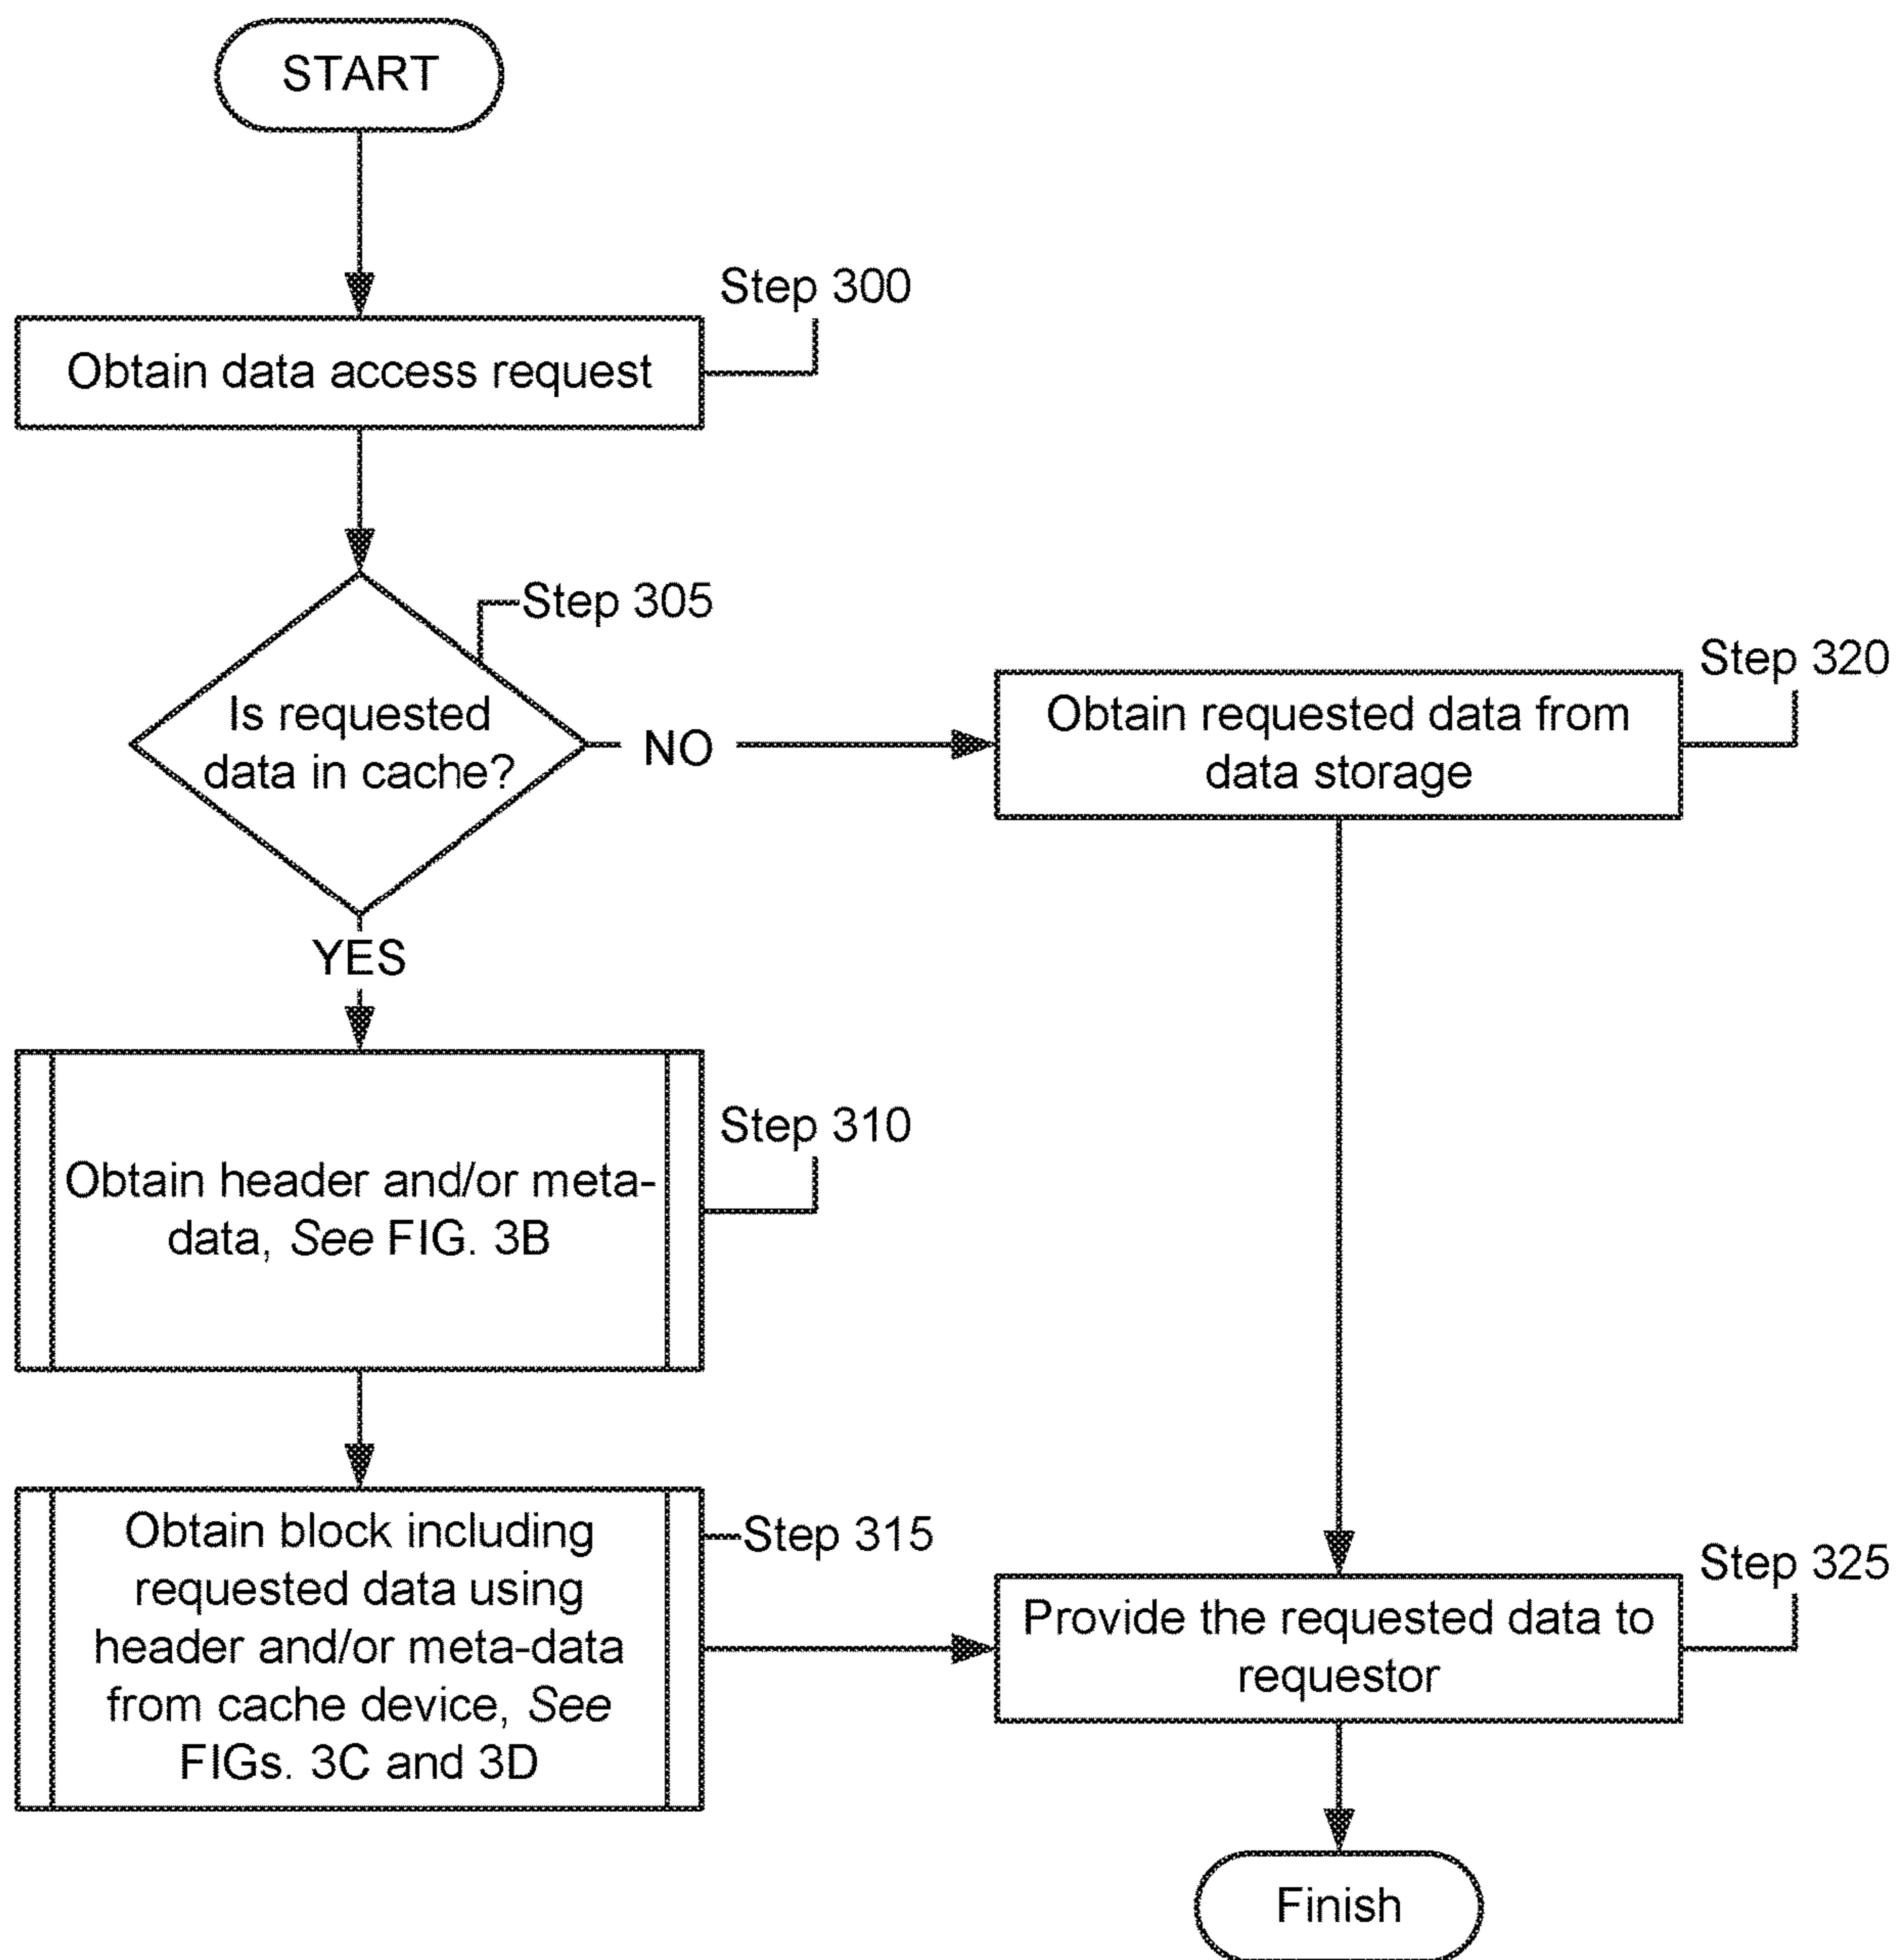 START
Step 300
Obtain data access request
Step 305
Is requested
data in cache?
NO
Step 320
Obtain requested data from
data storage
YES
Step 310
Obtain header and/or meta-
data, See FIG. 3B
Step 315
Obtain block including
requested data using
header and/or meta-data
from cache device, See
FIGs. 3C and 3D
Step 325
Provide the requested data to
requestor
Finish